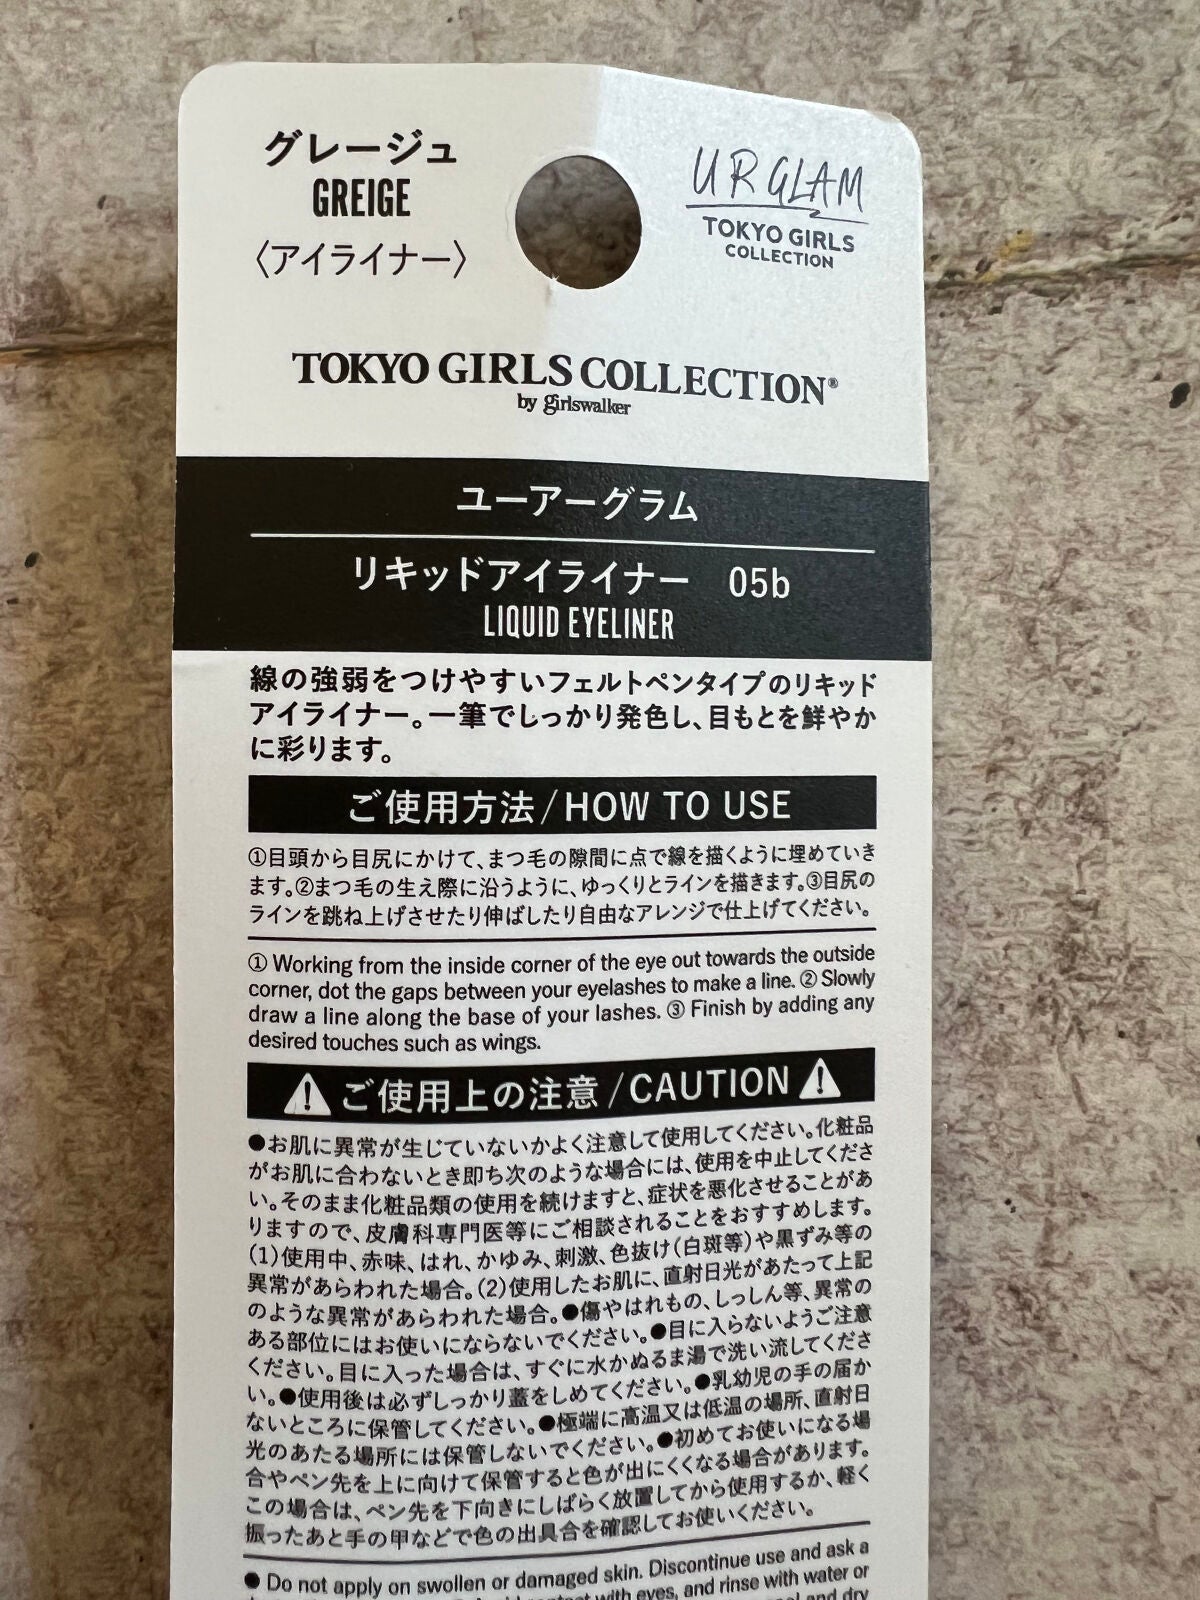 グレージュ
GREIGE
〈アイライナー〉
UR GLAM
TOKYO GIRLS
COLLECTION
TOKYO GIRLS COLLECTION®
by girlswalker
ユーアーグラム
リキッドアイライナー 05b
LIQUID EYELINER
線の強弱をつけやすいフェルトペンタイプのリキッド
アイライナー。一筆でしっかり発色し、目もとを鮮やか
に彩ります。
ご使用方法/HOW TO USE
①目頭から目尻にかけて、まつ毛の隙間に点で線を描くように埋めていき
ます。②まつ毛の生え際に沿うように、ゆっくりとラインを描きます。③目尻の
ラインを跳ね上げさせたり伸ばしたり自由なアレンジで仕上げてください。
① Working from the inside corner of the eye out towards the outside
corner, dot the gaps between your eyelashes to make a line. ② Slowly
draw a line along the base of your lashes. ③ Finish by adding any
desired touches such as wings.
⚠ご使用上の注意/CAUTION⚠
●お肌に異常が生じていないかよく注意して使用してください。化粧品
がお肌に合わないとき即ち次のような場合には、使用を中止してくださ
い。そのまま化粧品類の使用を続けますと、症状を悪化させることがあ
りますので、皮膚科専門医等にご相談されることをおすすめします。
(1)使用中、赤味、はれ、かゆみ、刺激、色抜け(白斑等)や黒ずみ等の
異常があらわれた場合。(2)使用したお肌に、直射日光があたって上記
のような異常があらわれた場合。●傷やはれもの、しっしん等、異常の
ある部位にはお使いにならないでください。●目に入らないようご注意
ください。目に入った場合は、すぐに水かぬるま湯で洗い流してくださ
い。●使用後は必ずしっかり蓋をしめてください。●乳幼児の手の届か
ないところに保管してください。●極端に高温又は低温の場所、直射日
光のあたる場所には保管しないでください。●初めてお使いになる場
合やペン先を上に向けて保管すると色が出にくくなる場合があります。
この場合は、ペン先を下向きにしばらく放置してから使用するか、軽く
振ったあと手の甲などで色の出具合を確認してお使いください。
● Do not apply on swollen or damaged skin. Discontinue use and ask a
contact with eyes, and rinse with water or
and dry